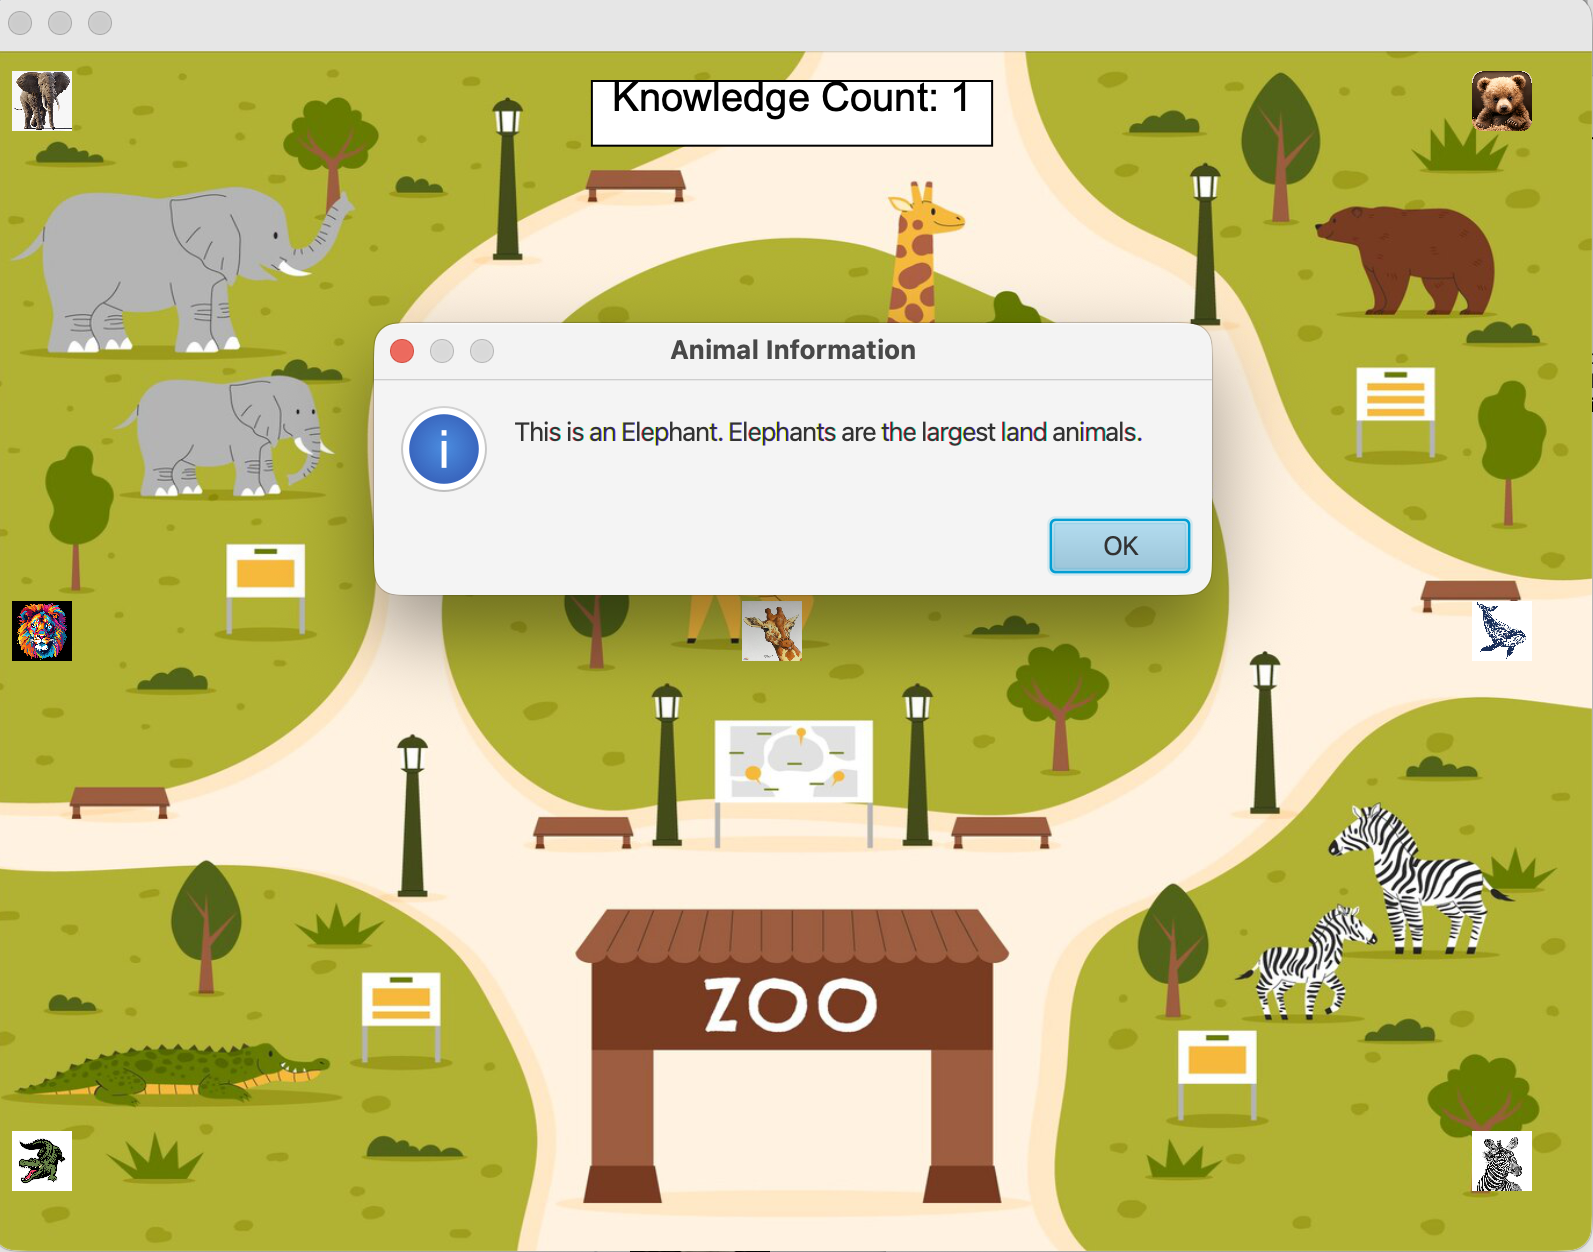 Knowledge Count: 1
Animal Information
This is an Elephant. Elephants are the largest land animals.
OK
ZOO